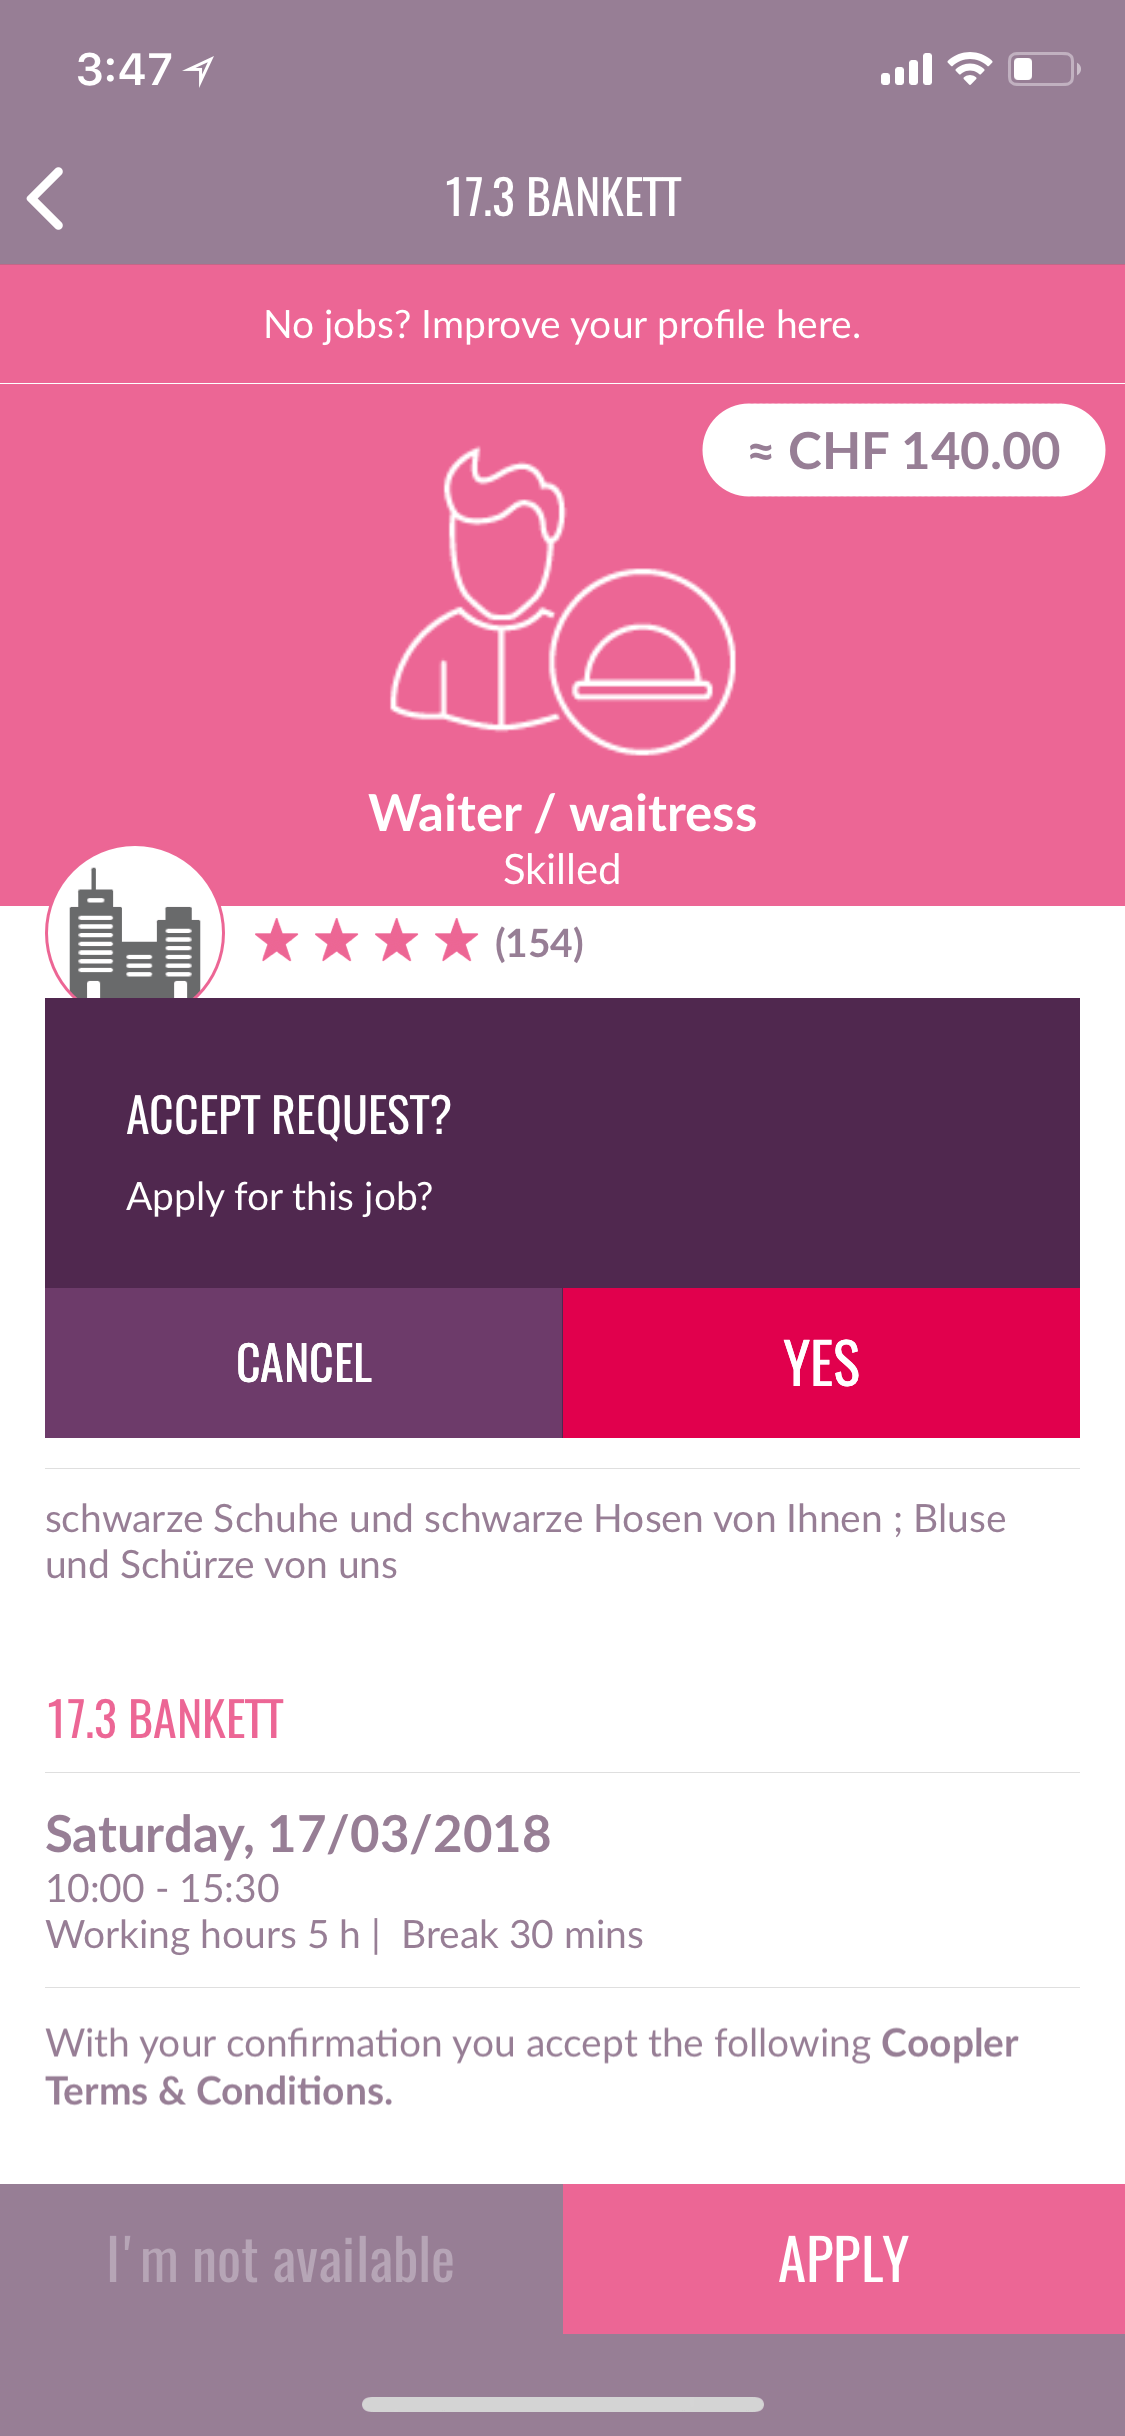 3:47
17.3 BANKETT
No jobs? Improve your profile here.
≈ CHF 140.00
Waiter / waitress
Skilled
(154)
ACCEPT REQUEST?
Apply for this job?
CANCEL
YES
schwarze Schuhe und schwarze Hosen von Ihnen ; Bluse
und Schürze von uns
17.3 BANKETT
Saturday, 17/03/2018
10:00 - 15:30
Working hours 5 h | Break 30 mins
With your confirmation you accept the following Coopler
Terms & Conditions.
I'm not available
APPLY